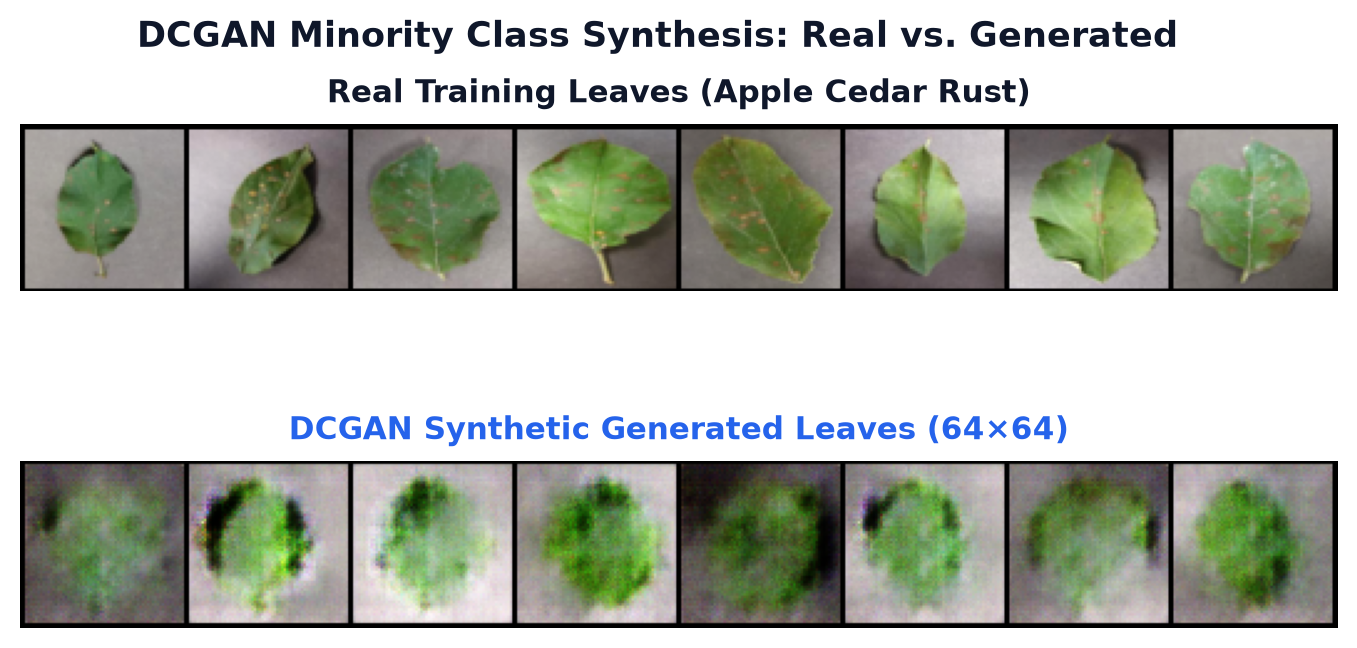 DCGAN Minority Class Synthesis: Real vs. Generated
Real Training Leaves (Apple Cedar Rust)
DCGAN Synthetic Generated Leaves (64×64)